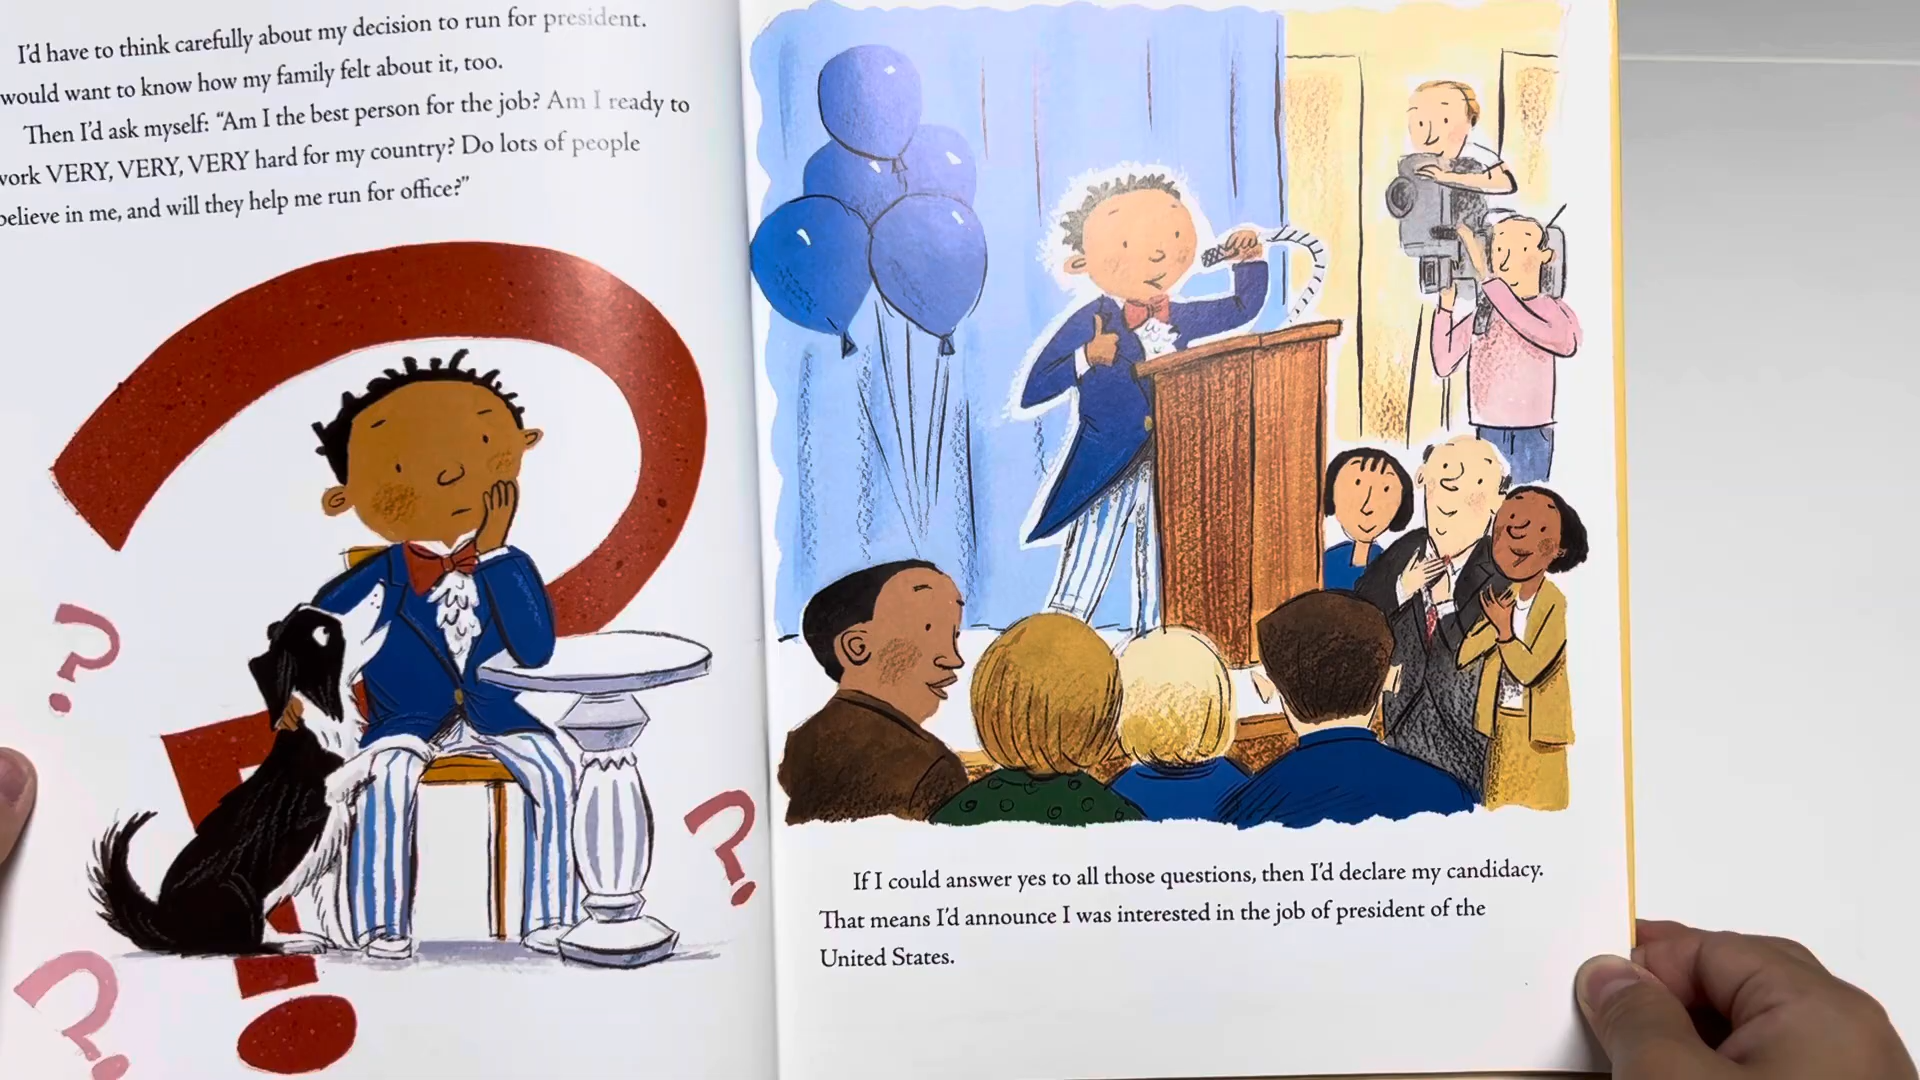 I'd have to think carefully about my decision to run for president.
would want to know how my family felt about it, too.
Then I'd ask myself: “Am I the best person for the job? Am I ready to
work VERY, VERY, VERY hard for my country? Do lots of people
believe in me, and will they help me run for office?”
?
?
?
?
If I could answer yes to all those questions, then I'd declare my candidacy.
That means I'd announce I was interested in the job of president of the
United States.